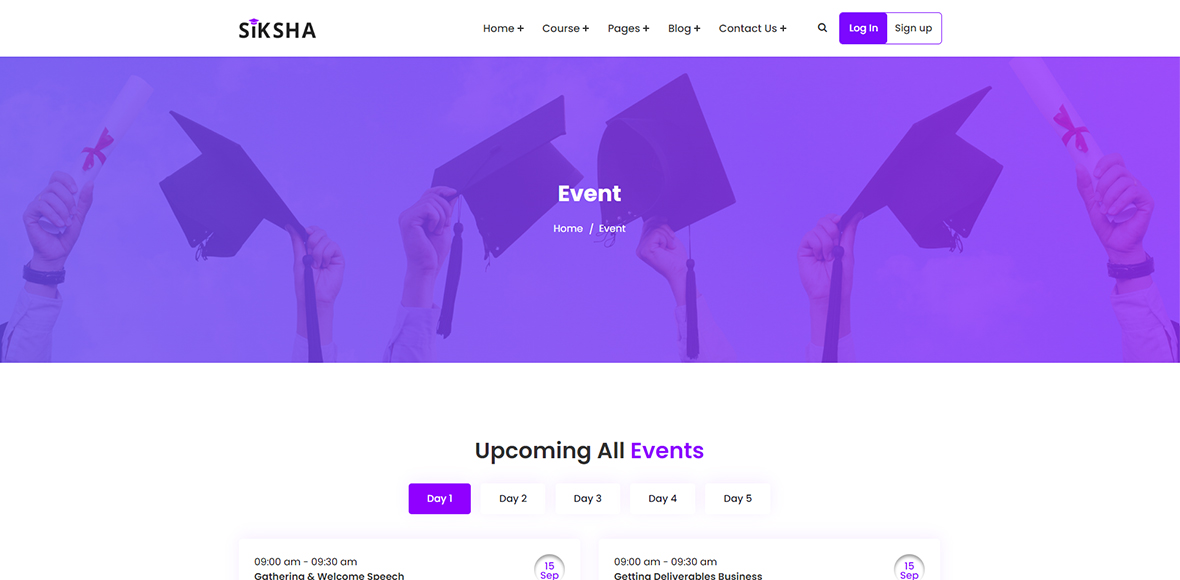 SiKSHA
Home + Course + Pages + Blog + Contact Us + Log In Sign up
Event
Home / Event
Upcoming All Events
Day 1 Day 2 Day 3 Day 4 Day 5
09:00 am - 09:30 am
Gathering & Welcome Speech
15
Sep
09:00 am - 09:30 am
Getting Deliverables Business
15
Sep